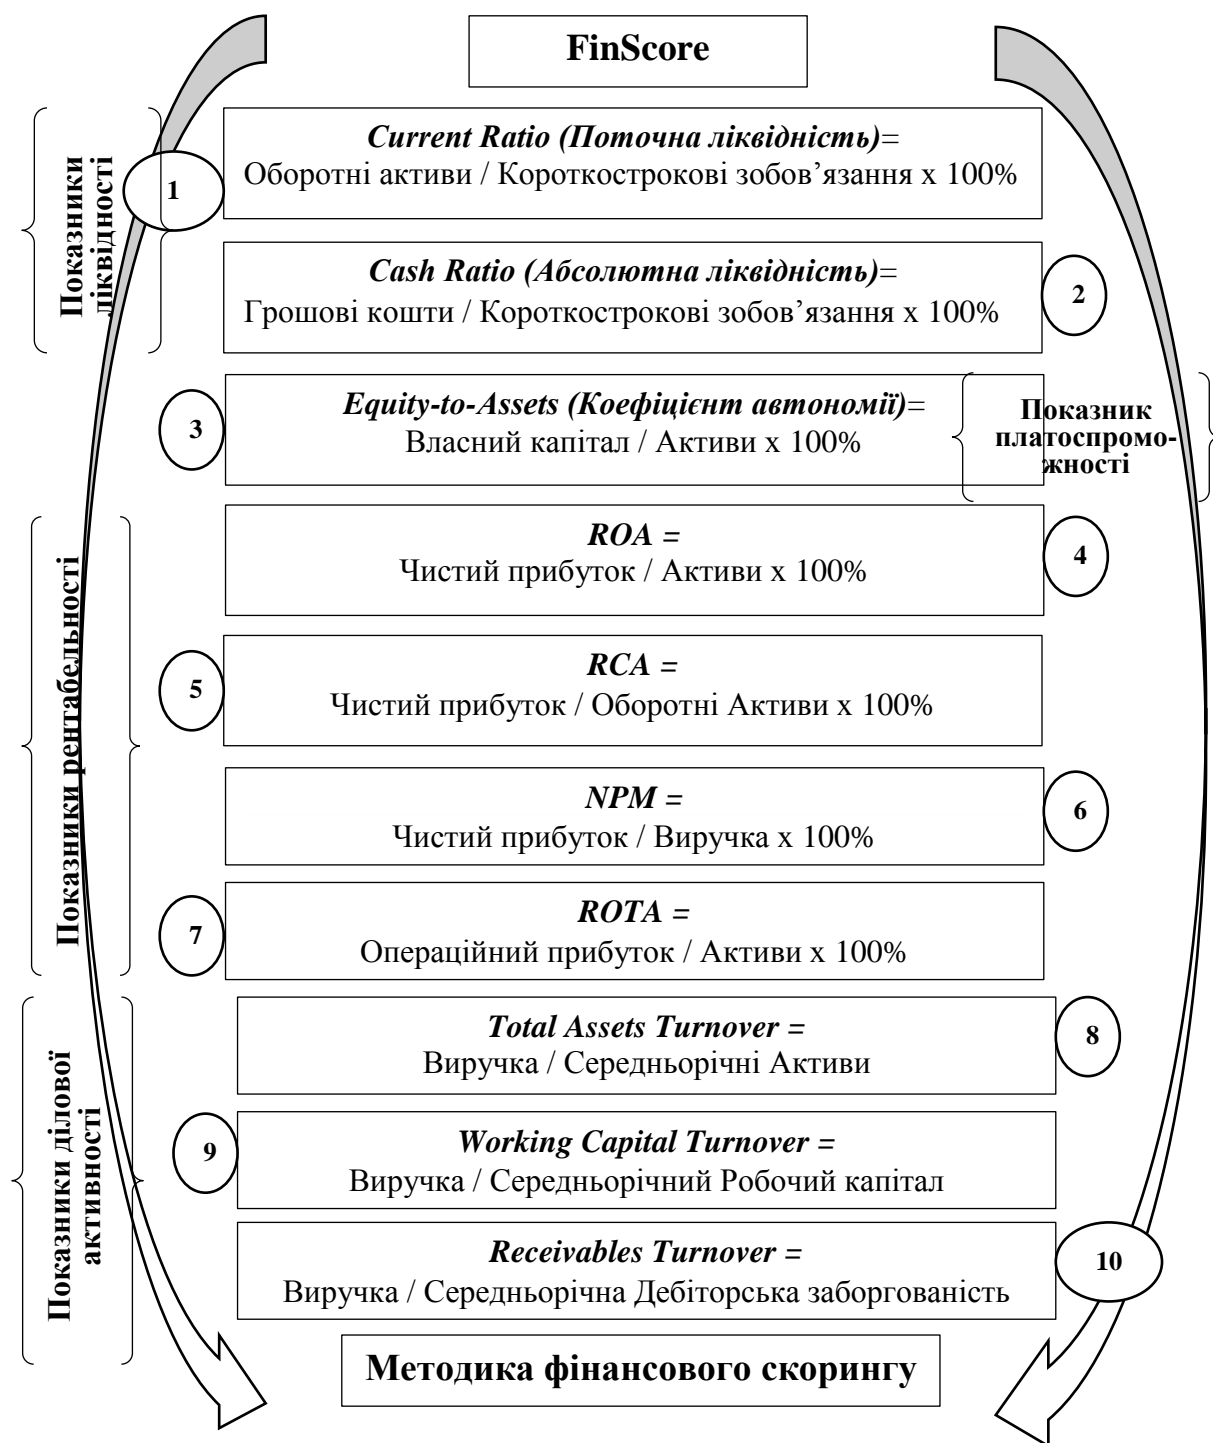 FinScore
Показники
ліквідності
1
Current Ratio (Поточна ліквідність)=
Оборотні активи / Короткострокові зобов’язання х 100%
Cash Ratio (Абсолютна ліквідність)=
Грошові кошти / Короткострокові зобов’язання х 100%
2
3
Equity-to-Assets (Коефіцієнт автономії)=
Власний капітал / Активи х 100%
Показник
платоспромо-
жності
Показники рентабельності
ROA =
Чистий прибуток / Активи х 100%
4
5
RCA =
Чистий прибуток / Оборотні Активи х 100%
NPM =
Чистий прибуток / Виручка х 100%
6
7
ROTA =
Операційний прибуток / Активи х 100%
Показники ділової
активності
Total Assets Turnover =
Виручка / Середньорічні Активи
8
9
Working Capital Turnover =
Виручка / Середньорічний Робочий капітал
Receivables Turnover =
Виручка / Середньорічна Дебіторська заборгованість
10
Методика фінансового скорингу